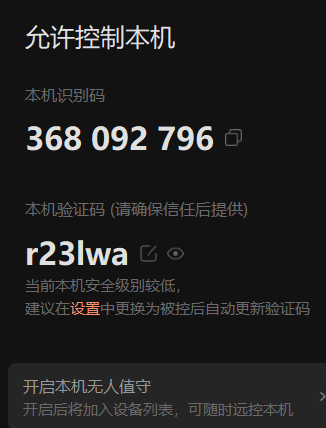 允许控制本机
本机识别码
368 092 796
本机验证码 (请确保信任后提供)
r23lwa
当前本机安全级别较低，
建议在设置中更换为被控后自动更新验证码
开启本机无人值守
开启后将加入设备列表，可随时远控本机